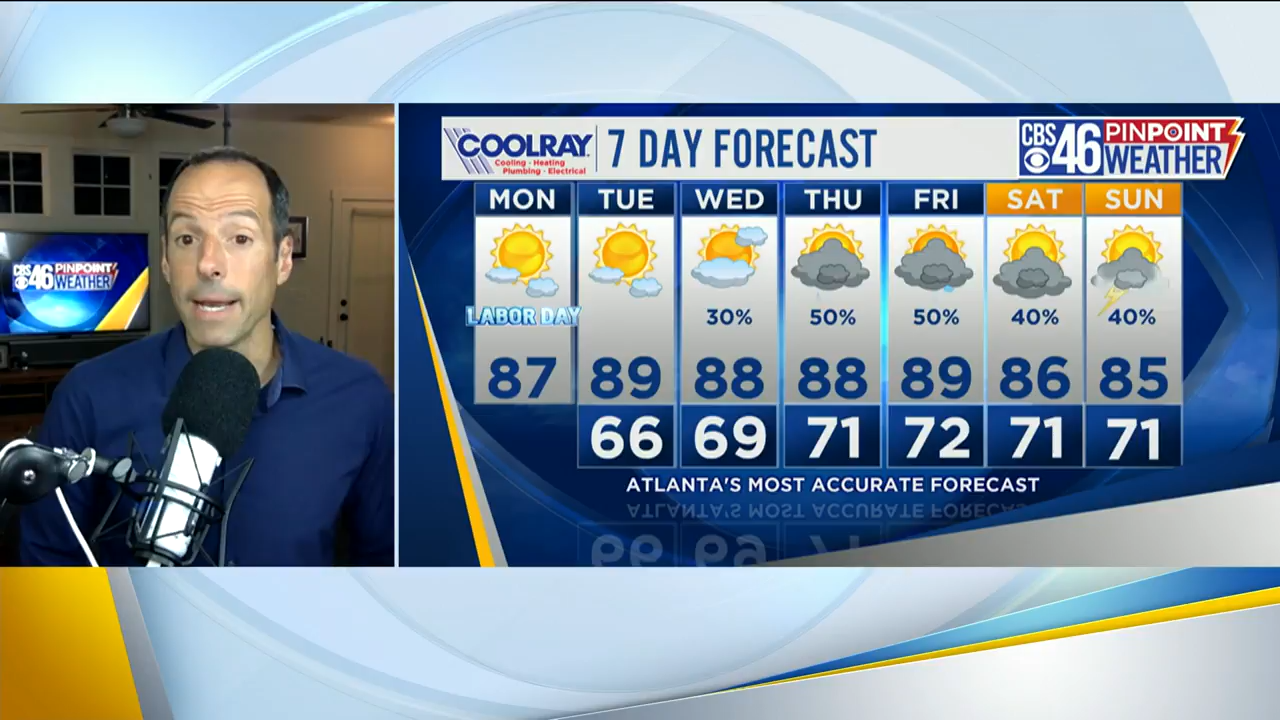 CBS 46 PINPOINT WEATHER
COOLRAY
Cooling · Heating
Plumbing · Electrical
7 DAY FORECAST
CBS 46 PINPOINT WEATHER
MON TUE WED THU FRI SAT SUN
LABOR DAY 30% 50% 50% 40% 40%
87 89 88 88 89 86 85
66 69 71 72 71 71
ATLANTA'S MOST ACCURATE FORECAST